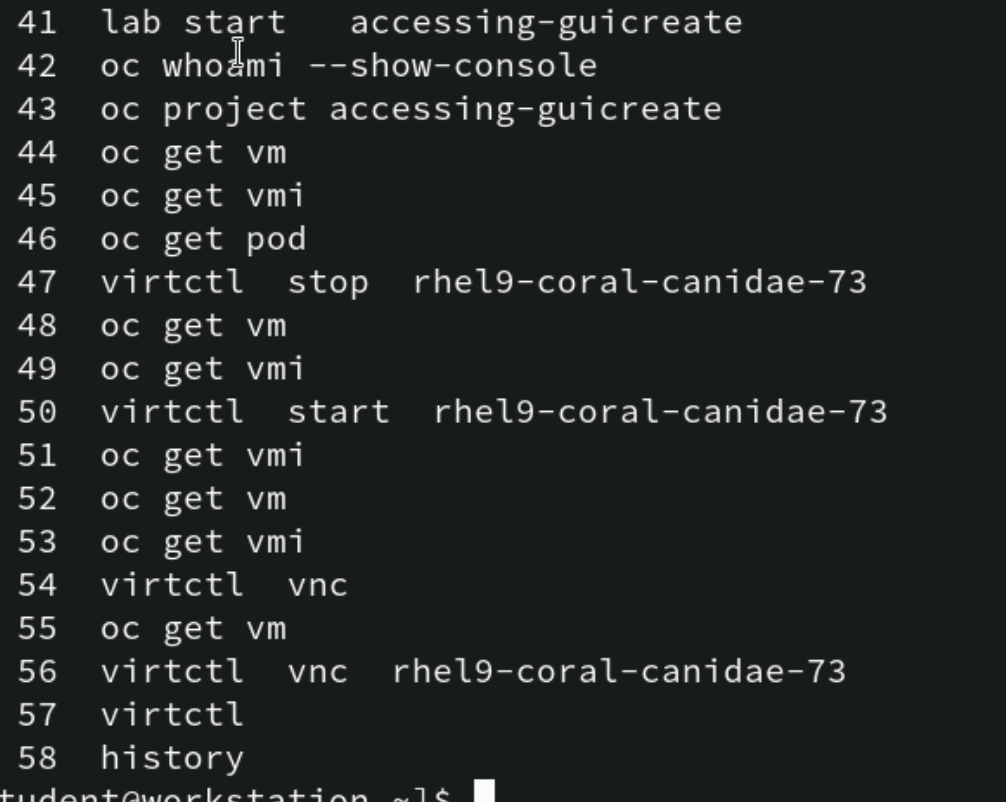 41 lab start accessing-guicreate
42 oc whoami --show-console
43 oc project accessing-guicreate
44 oc get vm
45 oc get vmi
46 oc get pod
47 virtctl stop rhel9-coral-canidae-73
48 oc get vm
49 oc get vmi
50 virtctl start rhel9-coral-canidae-73
51 oc get vmi
52 oc get vm
53 oc get vmi
54 virtctl vnc
55 oc get vm
56 virtctl vnc rhel9-coral-canidae-73
57 virtctl
58 history
tudent@workstation ~]$